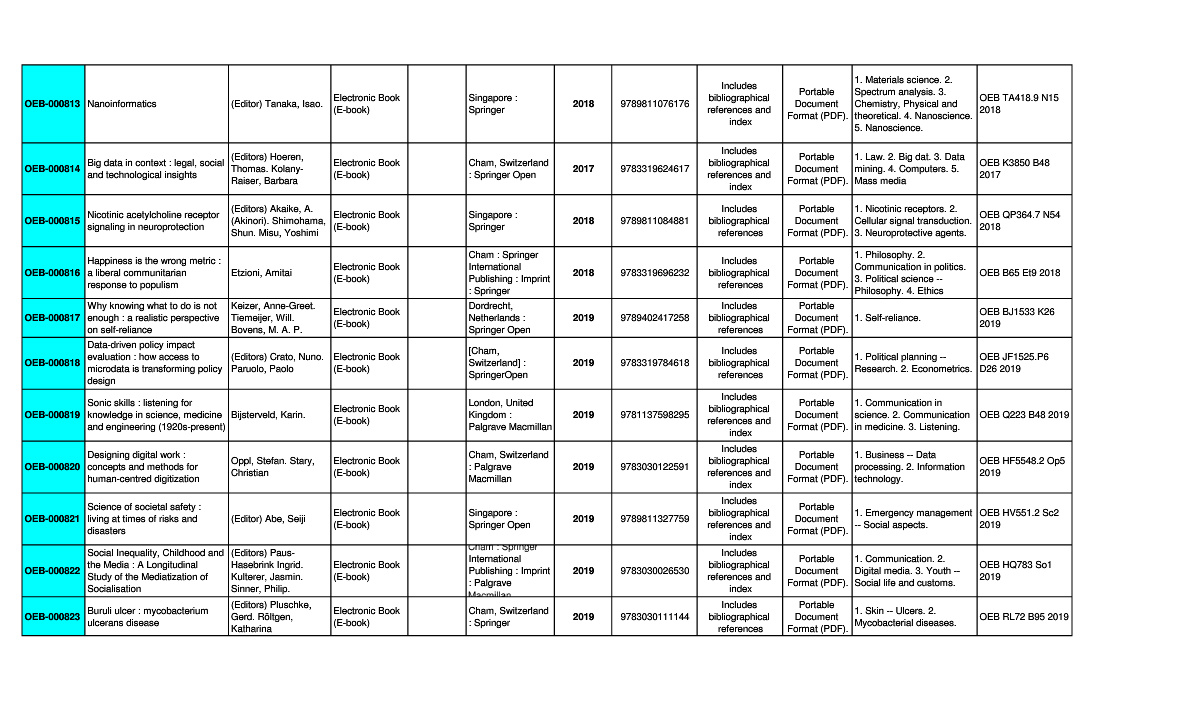 OEB-000813
Nanoinformatics
(Editor) Tanaka, Isao.
Electronic Book
(E-book)
Singapore :
Springer
2018
9789811076176
Includes
bibliographical
references and
index
Portable
Document
Format (PDF).
1. Materials science. 2.
Spectrum analysis. 3.
Chemistry, Physical and
theoretical. 4. Nanoscience.
5. Nanoscience.
OEB TA418.9 N15
2018
OEB-000814
Big data in context : legal, social
and technological insights
(Editors) Hoeren,
Thomas. Kolany-
Raiser, Barbara
Electronic Book
(E-book)
Cham, Switzerland
: Springer Open
2017
9783319624617
Includes
bibliographical
references and
index
Portable
Document
Format (PDF).
1. Law. 2. Big dat. 3. Data
mining. 4. Computers. 5.
Mass media
OEB K3850 B48
2017
OEB-000815
Nicotinic acetylcholine receptor
signaling in neuroprotection
(Editors) Akaike, A.
(Akinori). Shimohama,
Shun. Misu, Yoshimi
Electronic Book
(E-book)
Singapore :
Springer
2018
9789811084881
Includes
bibliographical
references
Portable
Document
Format (PDF).
1. Nicotinic receptors. 2.
Cellular signal transduction.
3. Neuroprotective agents.
OEB QP364.7 N54
2018
OEB-000816
Happiness is the wrong metric :
a liberal communitarian
response to populism
Etzioni, Amitai
Electronic Book
(E-book)
Cham : Springer
International
Publishing : Imprint
: Springer
2018
9783319696232
Includes
bibliographical
references and
index
Portable
Document
Format (PDF).
1. Philosophy. 2.
Communication in politics.
3. Political science --
Philosophy. 4. Ethics
OEB B65 Et9 2018
OEB-000817
Why knowing what to do is not
enough : a realistic perspective
on self-reliance
Keizer, Anne-Greet.
Tiemeijer, Will.
Bovens, M. A. P.
Electronic Book
(E-book)
Dordrecht,
Netherlands :
Springer Open
2019
9789402417258
Includes
bibliographical
references
Portable
Document
Format (PDF).
1. Self-reliance.
OEB BJ1533 K26
2019
OEB-000818
Data-driven policy impact
evaluation : how access to
microdata is transforming policy
design
(Editors) Crato, Nuno.
Paruolo, Paolo
Electronic Book
(E-book)
[Cham,
Switzerland] :
SpringerOpen
2019
9783319784618
Includes
bibliographical
references
Portable
Document
Format (PDF).
1. Political planning --
Research. 2. Econometrics.
OEB JF1525.P6
D26 2019
OEB-000819
Sonic skills : listening for
knowledge in science, medicine
and engineering (1920s-present)
Bijsterveld, Karin.
Electronic Book
(E-book)
London, United
Kingdom :
Palgrave Macmillan
2019
9781137598295
Includes
bibliographical
references and
index
Portable
Document
Format (PDF).
1. Communication in
science. 2. Communication
in medicine. 3. Listening.
OEB Q223 B48 2019
OEB-000820
Designing digital work :
concepts and methods for
human-centred digitization
Oppl, Stefan. Stary,
Christian
Electronic Book
(E-book)
Cham, Switzerland
: Palgrave
Macmillan
2019
9783030122591
Includes
bibliographical
references and
index
Portable
Document
Format (PDF).
1. Business -- Data
processing. 2. Information
technology.
OEB HF5548.2 Op5
2019
OEB-000821
Science of societal safety :
living at times of risks and
disasters
(Editor) Abe, Seiji
Electronic Book
(E-book)
Singapore :
Springer Open
2019
9789811327759
Includes
bibliographical
references and
index
Portable
Document
Format (PDF).
1. Emergency management
-- Social aspects.
OEB HV551.2 Sc2
2019
OEB-000822
Social Inequality, Childhood and
the Media : A Longitudinal
Study of the Mediatization of
Socialisation
(Editors) Paus-
Hasebrink Ingrid.
Kulterer, Jasmin.
Sinner, Philip.
Electronic Book
(E-book)
Cham : Springer
International
Publishing : Imprint
: Palgrave
Macmillan
2019
9783030026530
Includes
bibliographical
references and
index
Portable
Document
Format (PDF).
1. Communication. 2.
Digital media. 3. Youth --
Social life and customs.
OEB HQ783 So1
2019
OEB-000823
Buruli ulcer : mycobacterium
ulcerans disease
(Editors) Pluschke,
Gerd. Röltgen,
Katharina
Electronic Book
(E-book)
Cham, Switzerland
: Springer
2019
9783030111144
Includes
bibliographical
references
Portable
Document
Format (PDF).
1. Skin -- Ulcers. 2.
Mycobacterial diseases.
OEB RL72 B95 2019